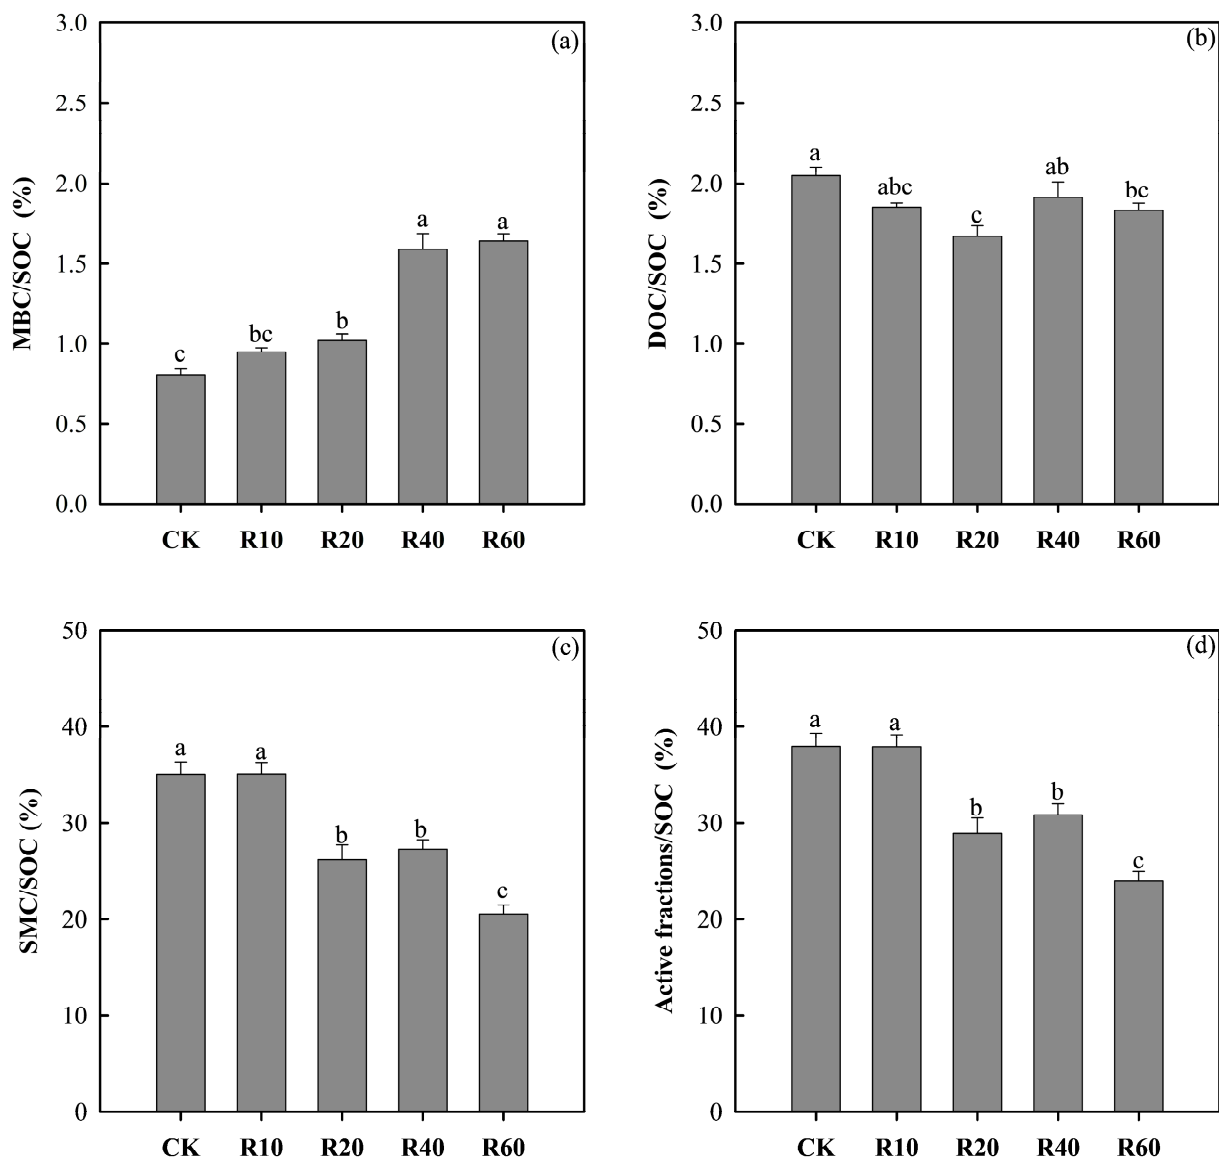 (a)
3.0
2.5
2.0
1.5
1.0
0.5
0.0
MBC/SOC (%)
c
bc
b
a
a
CK R10 R20 R40 R60
(b)
3.0
2.5
2.0
1.5
1.0
0.5
0.0
DOC/SOC (%)
a
abc
c
ab
bc
CK R10 R20 R40 R60
(c)
50
40
30
20
10
0
SMC/SOC (%)
a
a
b
b
c
CK R10 R20 R40 R60
(d)
50
40
30
20
10
0
Active fractions/SOC (%)
a
a
b
b
c
CK R10 R20 R40 R60